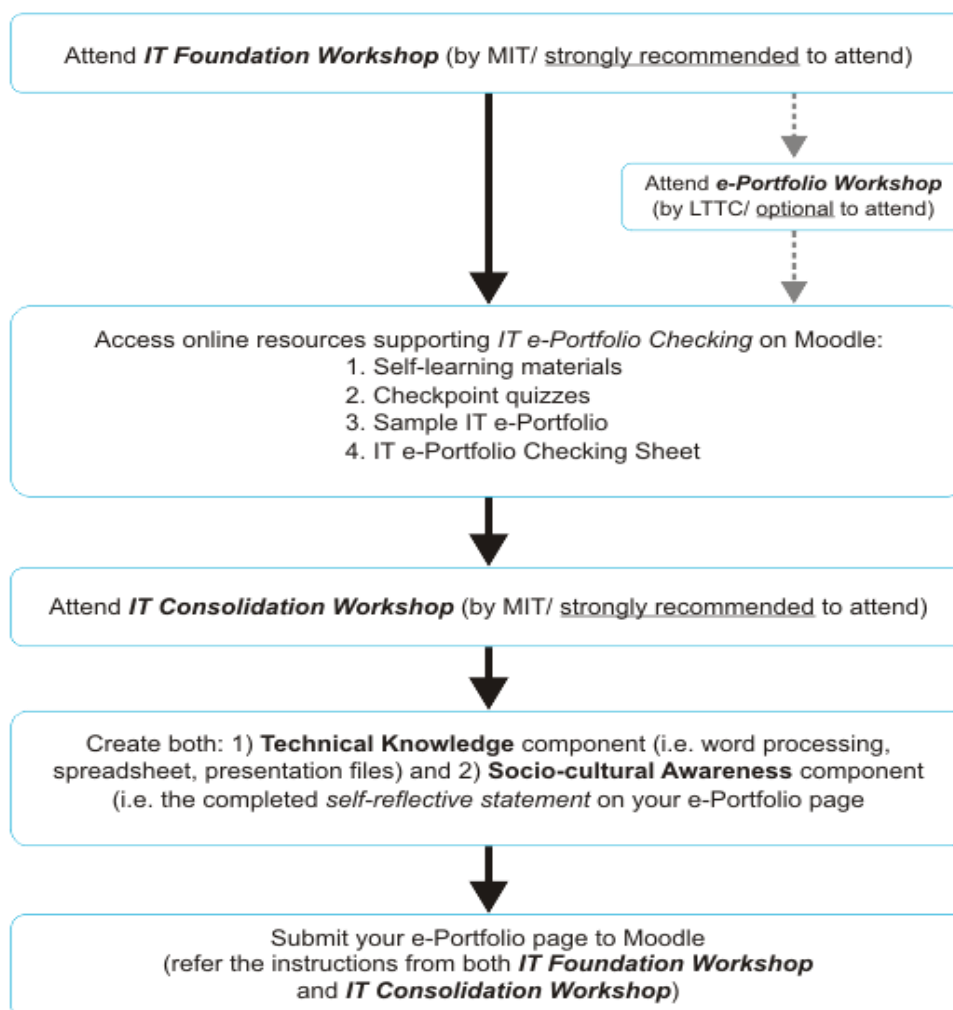 Attend IT Foundation Workshop (by MIT/ strongly recommended to attend)
Attend e-Portfolio Workshop
(by LTTC/ optional to attend)
Access online resources supporting IT e-Portfolio Checking on Moodle:
1. Self-learning materials
2. Checkpoint quizzes
3. Sample IT e-Portfolio
4. IT e-Portfolio Checking Sheet
Attend IT Consolidation Workshop (by MIT/ strongly recommended to attend)
Create both: 1) Technical Knowledge component (i.e. word processing,
spreadsheet, presentation files) and 2) Socio-cultural Awareness component
(i.e. the completed self-reflective statement on your e-Portfolio page
Submit your e-Portfolio page to Moodle
(refer the instructions from both IT Foundation Workshop
and IT Consolidation Workshop)